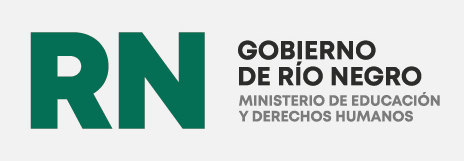 RN
GOBIERNO
DE RÍO NEGRO
MINISTERIO DE EDUCACIÓN
Y DERECHOS HUMANOS